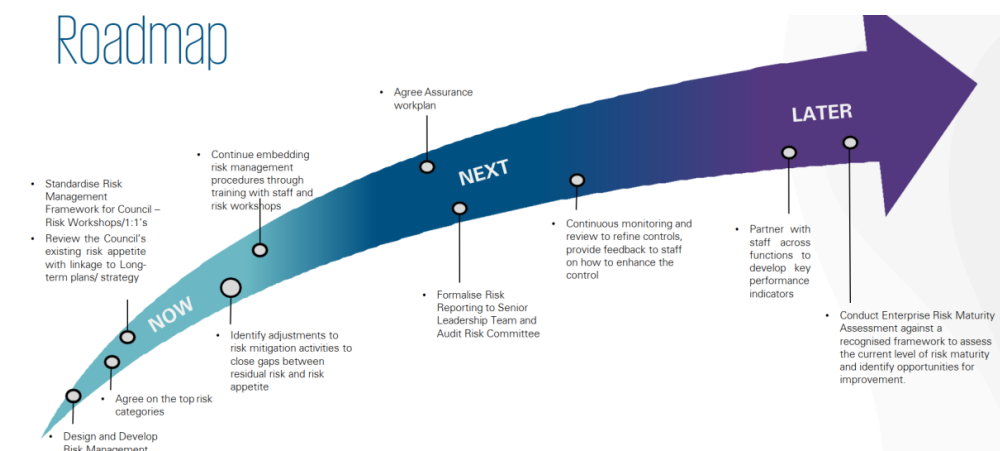 Roadmap
• Agree Assurance
workplan
LATER
NEXT
• Continue embedding
risk management
procedures through
training with staff and
risk workshops
• Standardise Risk
Management
Framework for Council –
Risk Workshops/1:1's
• Review the Council's
existing risk appetite
with linkage to Long-
term plans/ strategy
NOW
• Continuous monitoring and
review to refine controls,
provide feedback to staff
on how to enhance the
control
• Partner with
staff across
functions to
develop key
performance
indicators
• Formalise Risk
Reporting to Senior
Leadership Team and
Audit Risk Committee
• Conduct Enterprise Risk Maturity
Assessment against a
recognised framework to assess
the current level of risk maturity
and identify opportunities for
improvement.
• Identify adjustments to
risk mitigation activities to
close gaps between
residual risk and risk
appetite
• Agree on the top risk
categories
• Design and Develop
Risk Management